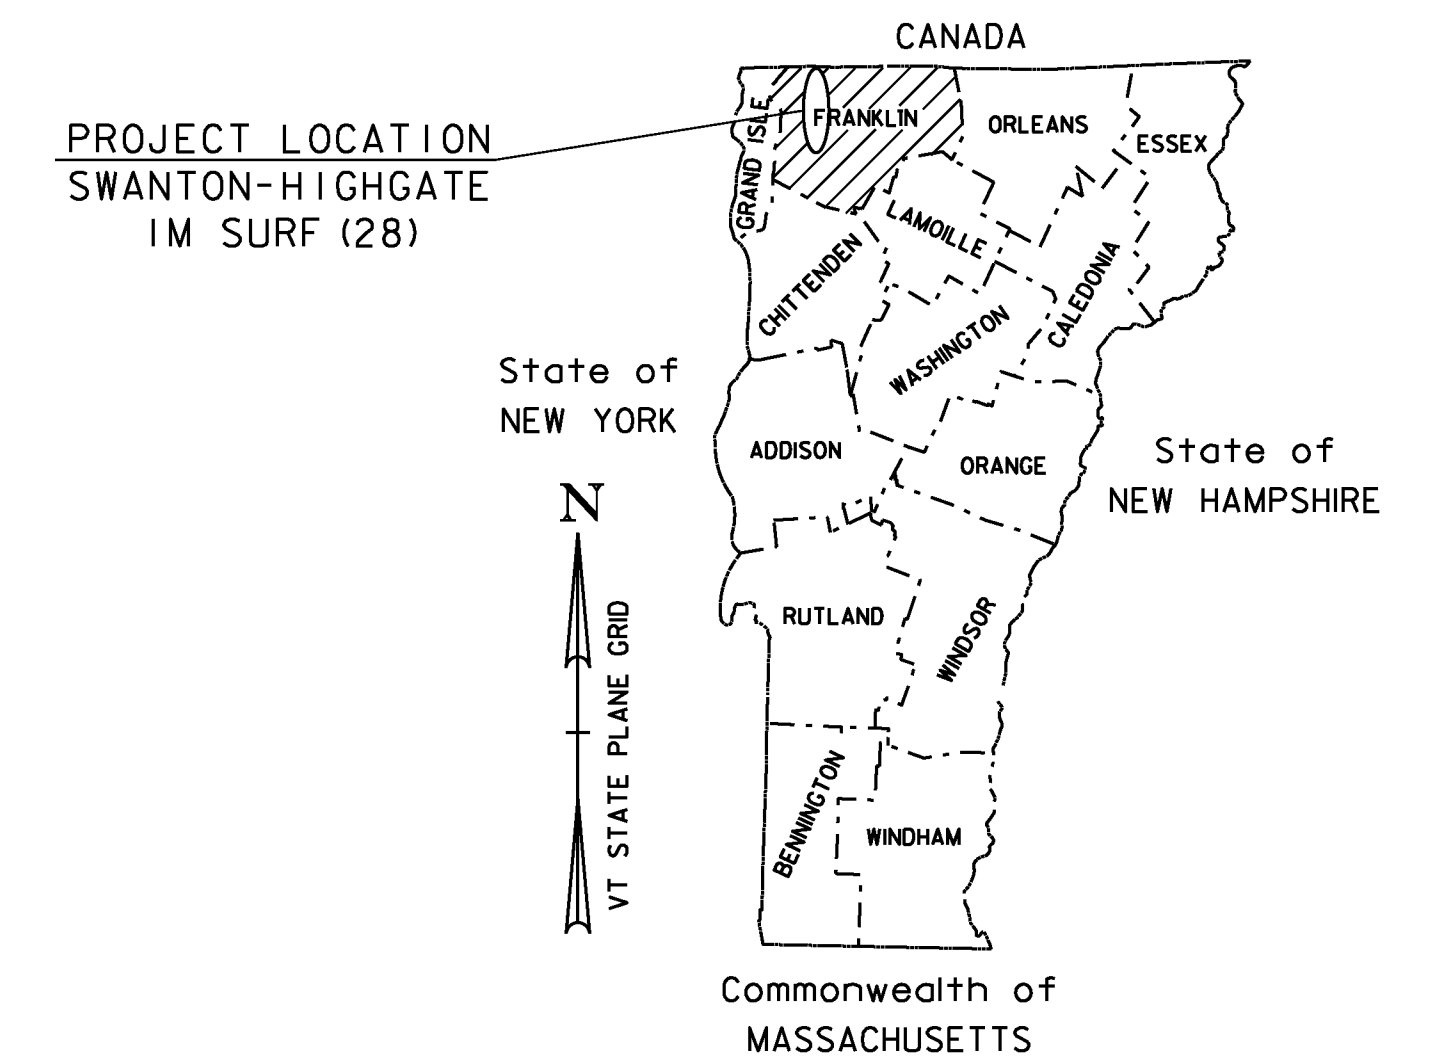 CANADA
PROJECT LOCATION
SWANTON-HIGHGATE
IM SURF (28)
GRAND ISLE
FRANKLIN
ORLEANS
ESSEX
LAMOILLE
CHITTENDEN
CALEDONIA
WASHINGTON
State of
NEW YORK
ADDISON
ORANGE
State of
NEW HAMPSHIRE
N
VT STATE PLANE GRID
RUTLAND
WINDSOR
BENNINGTON
WINDHAM
Commonwealth of
MASSACHUSETTS